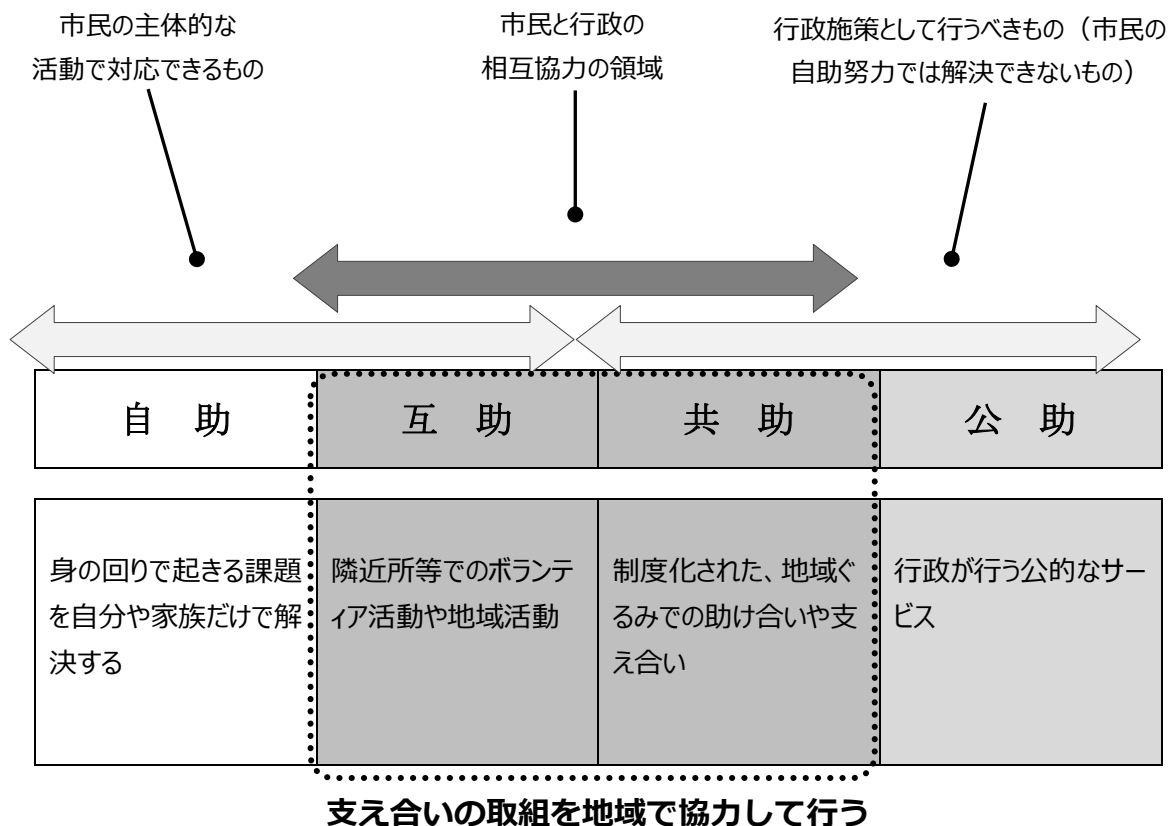 市民の主体的な
活動で対応できるもの
市民と行政の
相互協力の領域
行政施策として行うべきもの（市民の
自助努力では解決できないもの）
自　助
互　助
共　助
公　助
身の回りで起きる課題
を自分や家族だけで解
決する
隣近所等でのボランテ
ィア活動や地域活動
制度化された、地域ぐ
るみでの助け合いや支
え合い
行政が行う公的なサー
ビス
支え合いの取組を地域で協力して行う